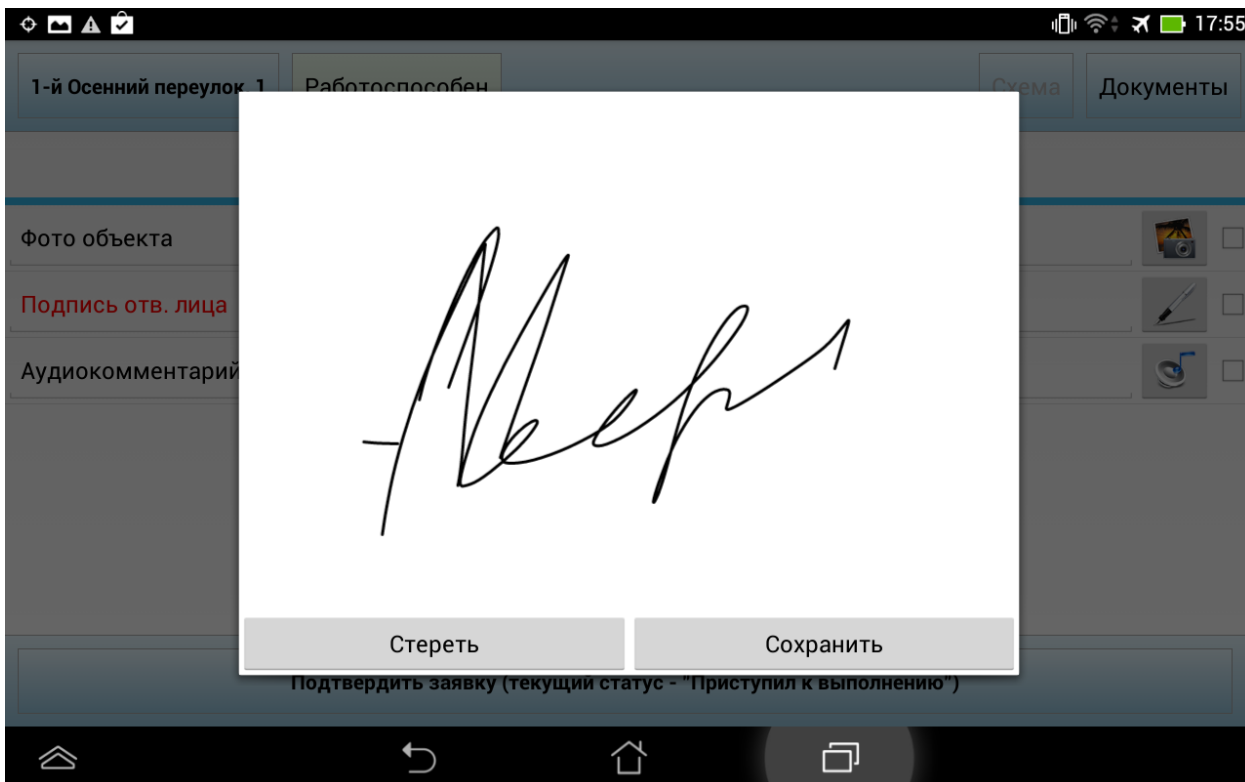 17:55
1-й Осенний переулок, 1 Работоспособен Схема Документы
Фото объекта
Подпись отв. лица
Аудиокомментарий
Стереть Сохранить
Подтвердить заявку (текущий статус - "Приступил к выполнению")